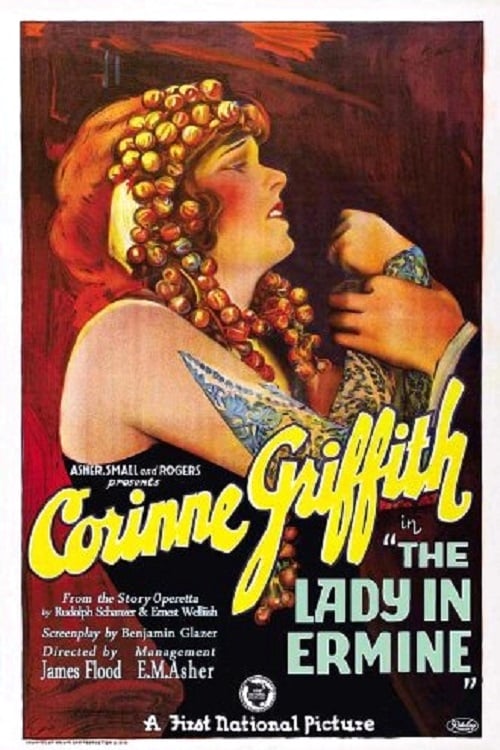 ASHER, SMALL and ROGERS
presents
Corinne Griffith
in
"THE
LADY IN
ERMINE"
From the Story Operetta
by Rudolph Schanzer & Ernest Welfish
Screenplay by Benjamin Glazer
Directed by Management
James Flood E.M.Asher
A First National Picture